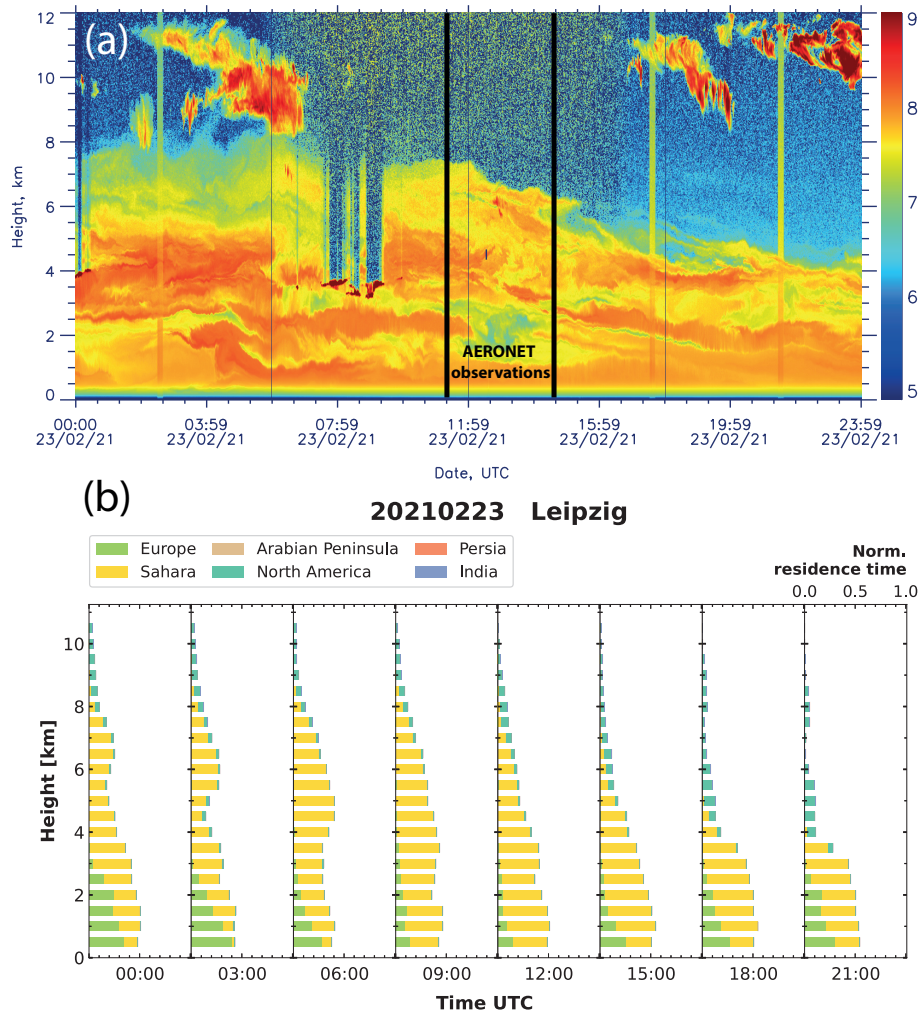 (a)
12
10
8
6
4
2
0
Height, km
9
8
7
6
5
AERONET
observations
00:00 03:59 07:59 11:59 15:59 19:59 23:59
23/02/21 23/02/21 23/02/21 23/02/21 23/02/21 23/02/21 23/02/21
Date, UTC
(b)
20210223 Leipzig
Europe Arabian Peninsula Persia
Sahara North America India
Norm.
residence time
0.0 0.5 1.0
10
8
6
4
2
0
Height [km]
00:00 03:00 06:00 09:00 12:00 15:00 18:00 21:00
Time UTC